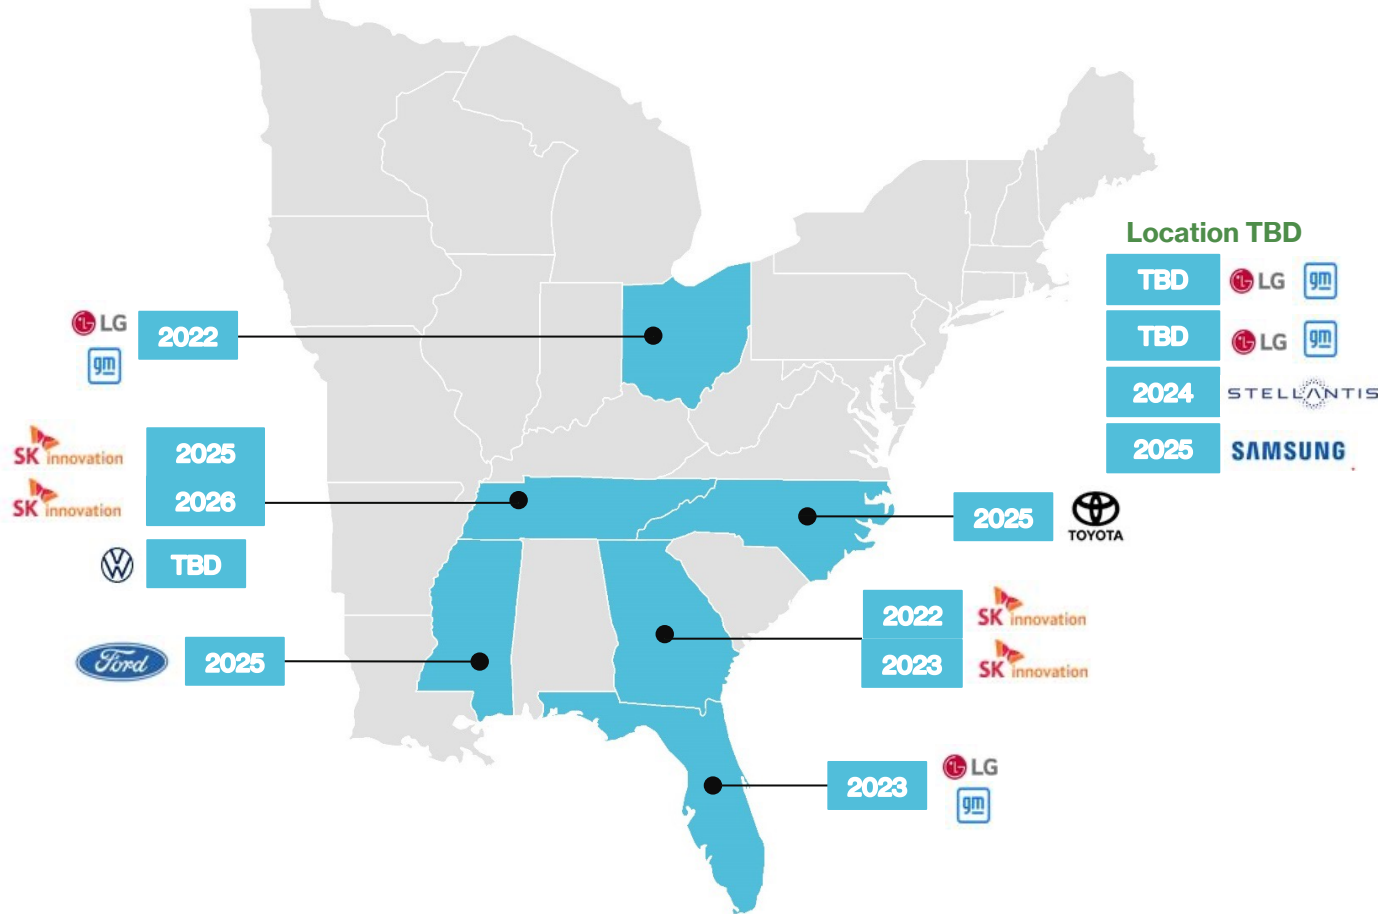 Location TBD
TBD LG gm
TBD LG gm
2024 STELLANTIS
2025 SAMSUNG
LG 2022
gm
SK innovation 2025
SK innovation 2026
VW TBD
Ford 2025
2025 TOYOTA
2022 SK innovation
2023 SK innovation
2023 LG
gm